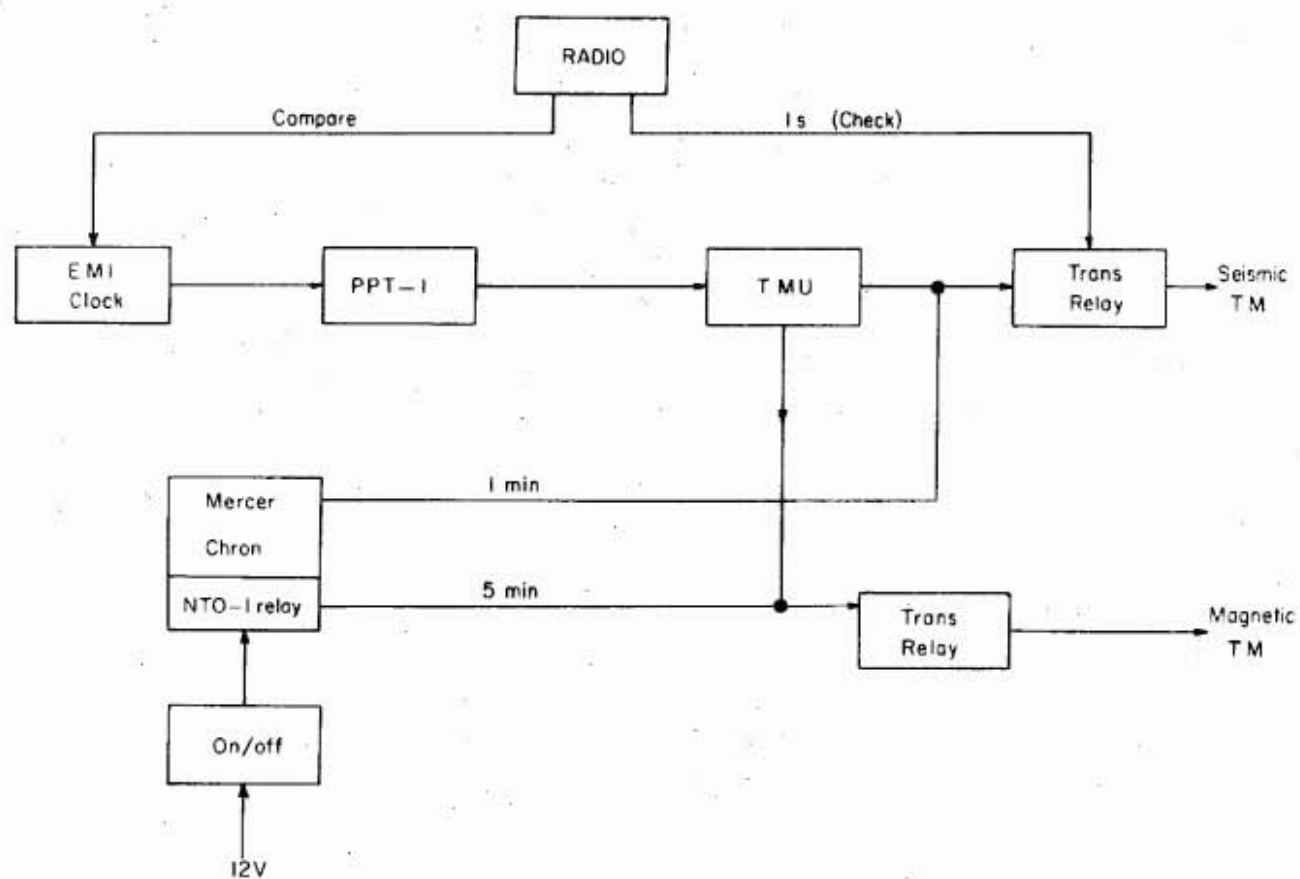 RADIO
Compare
1s (Check)
EMI
Clock
PPT-1
TMU
Trans
Relay
Seismic
TM
Mercer
Chron
1 min
NTO-1 relay
5 min
Trans
Relay
Magnetic
TM
On/off
12V